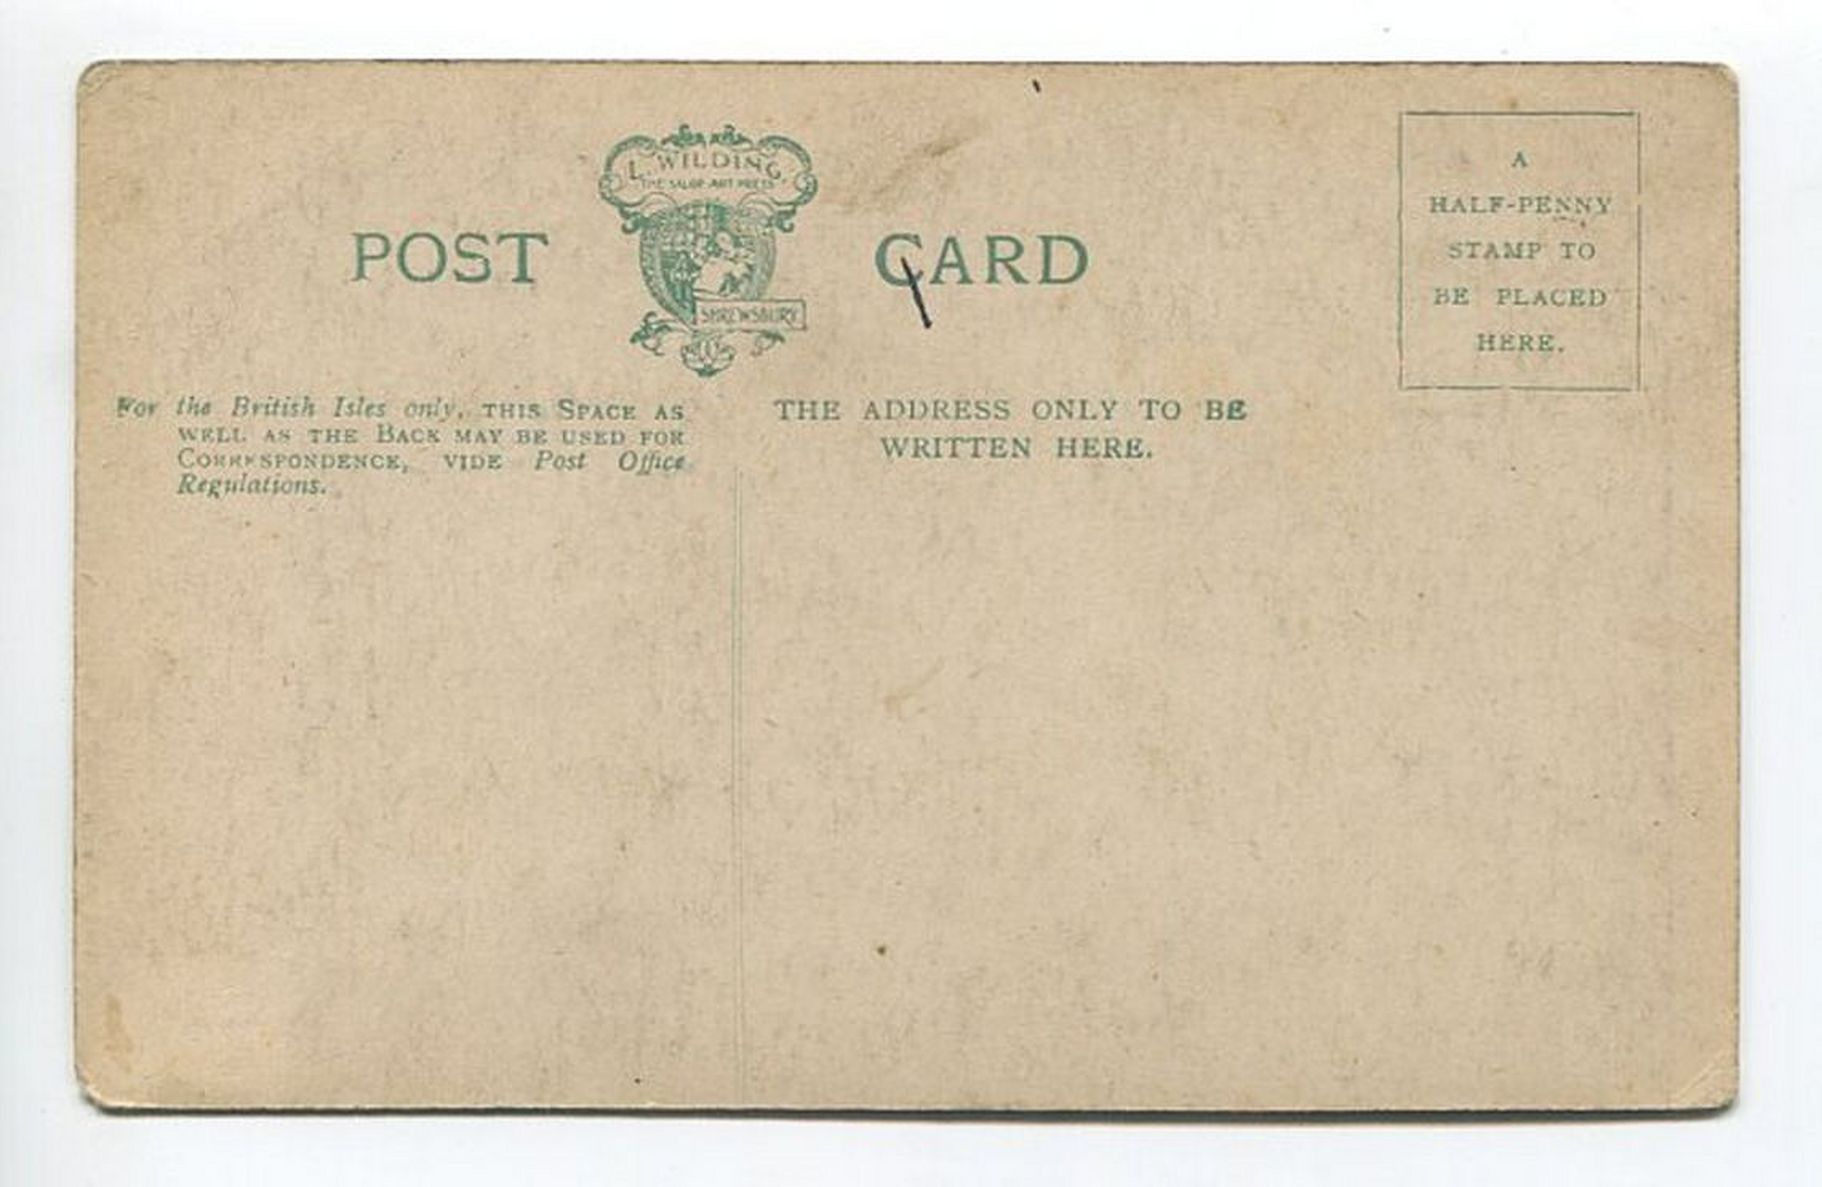 L. WILDING,
THE SALOP ART PRESS
SHREWSBURY
POST CARD
A
HALF-PENNY
STAMP TO
BE PLACED
HERE.
For the British Isles only, THIS SPACE AS
WELL AS THE BACK MAY BE USED FOR
CORRESPONDENCE, VIDE Post Office
Regulations.
THE ADDRESS ONLY TO BE
WRITTEN HERE.